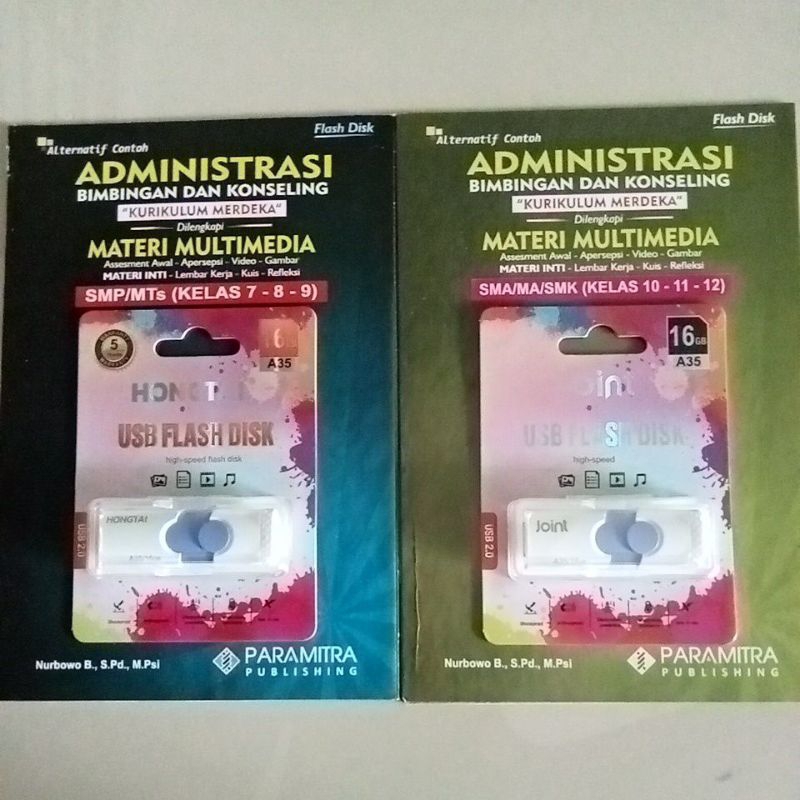 Flash Disk
Alternatif Contoh
ADMINISTRASI
BIMBINGAN DAN KONSELING
"KURIKULUM MERDEKA"
Dilengkapi
MATERI MULTIMEDIA
Assesment Awal - Apersepsi - Video - Gambar
MATERI INTI - Lembar Kerja - Kuis - Refleksi
SMP/MTs (KELAS 7 - 8 - 9)
5
16
A35
HONGTAI
USB FLASH DISK
high-speed flash disk
HONGTAI
USB 2.0
Nurbowo B., S.Pd., M.Psi
PARAMITRA
PUBLISHING
Flash Disk
Alternatif Contoh
ADMINISTRASI
BIMBINGAN DAN KONSELING
"KURIKULUM MERDEKA"
Dilengkapi
MATERI MULTIMEDIA
Assesment Awal - Apersepsi - Video - Gambar
MATERI INTI - Lembar Kerja - Kuis - Refleksi
SMA/MA/SMK (KELAS 10 - 11 - 12)
16GB
A35
Joint
USB FLASH DISK
high-speed
Joint
USB 2.0
Nurbowo B., S.Pd., M.Psi
PARAMITRA
PUBLISHING